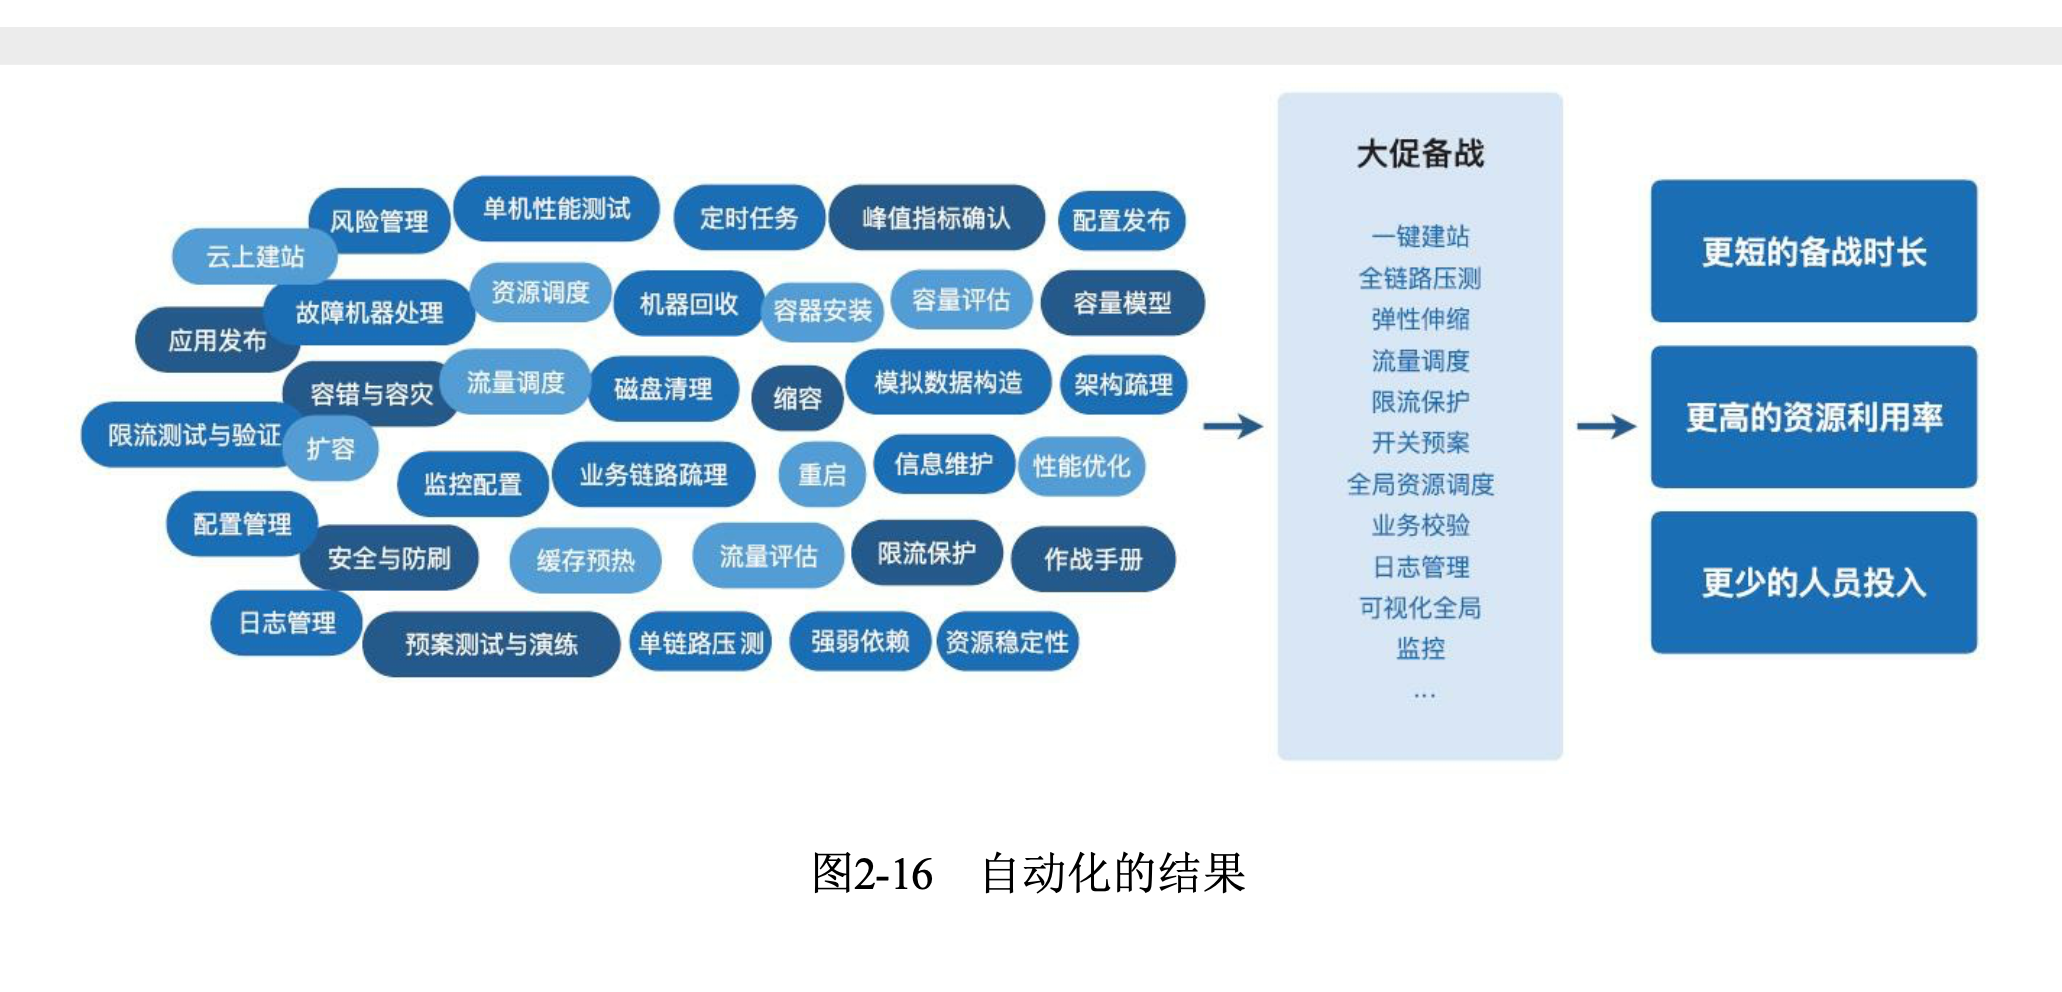 风险管理
单机性能测试
定时任务
峰值指标确认
配置发布
云上建站
故障机器处理
资源调度
机器回收
容器安装
容量评估
容量模型
应用发布
容错与容灾
流量调度
磁盘清理
缩容
模拟数据构造
架构疏理
限流测试与验证
扩容
监控配置
业务链路疏理
重启
信息维护
性能优化
配置管理
安全与防刷
缓存预热
流量评估
限流保护
作战手册
日志管理
预案测试与演练
单链路压测
强弱依赖
资源稳定性
大促备战
一键建站
全链路压测
弹性伸缩
流量调度
限流保护
开关预案
全局资源调度
业务校验
日志管理
可视化全局
监控
...
更短的备战时长
更高的资源利用率
更少的人员投入
图2-16 自动化的结果